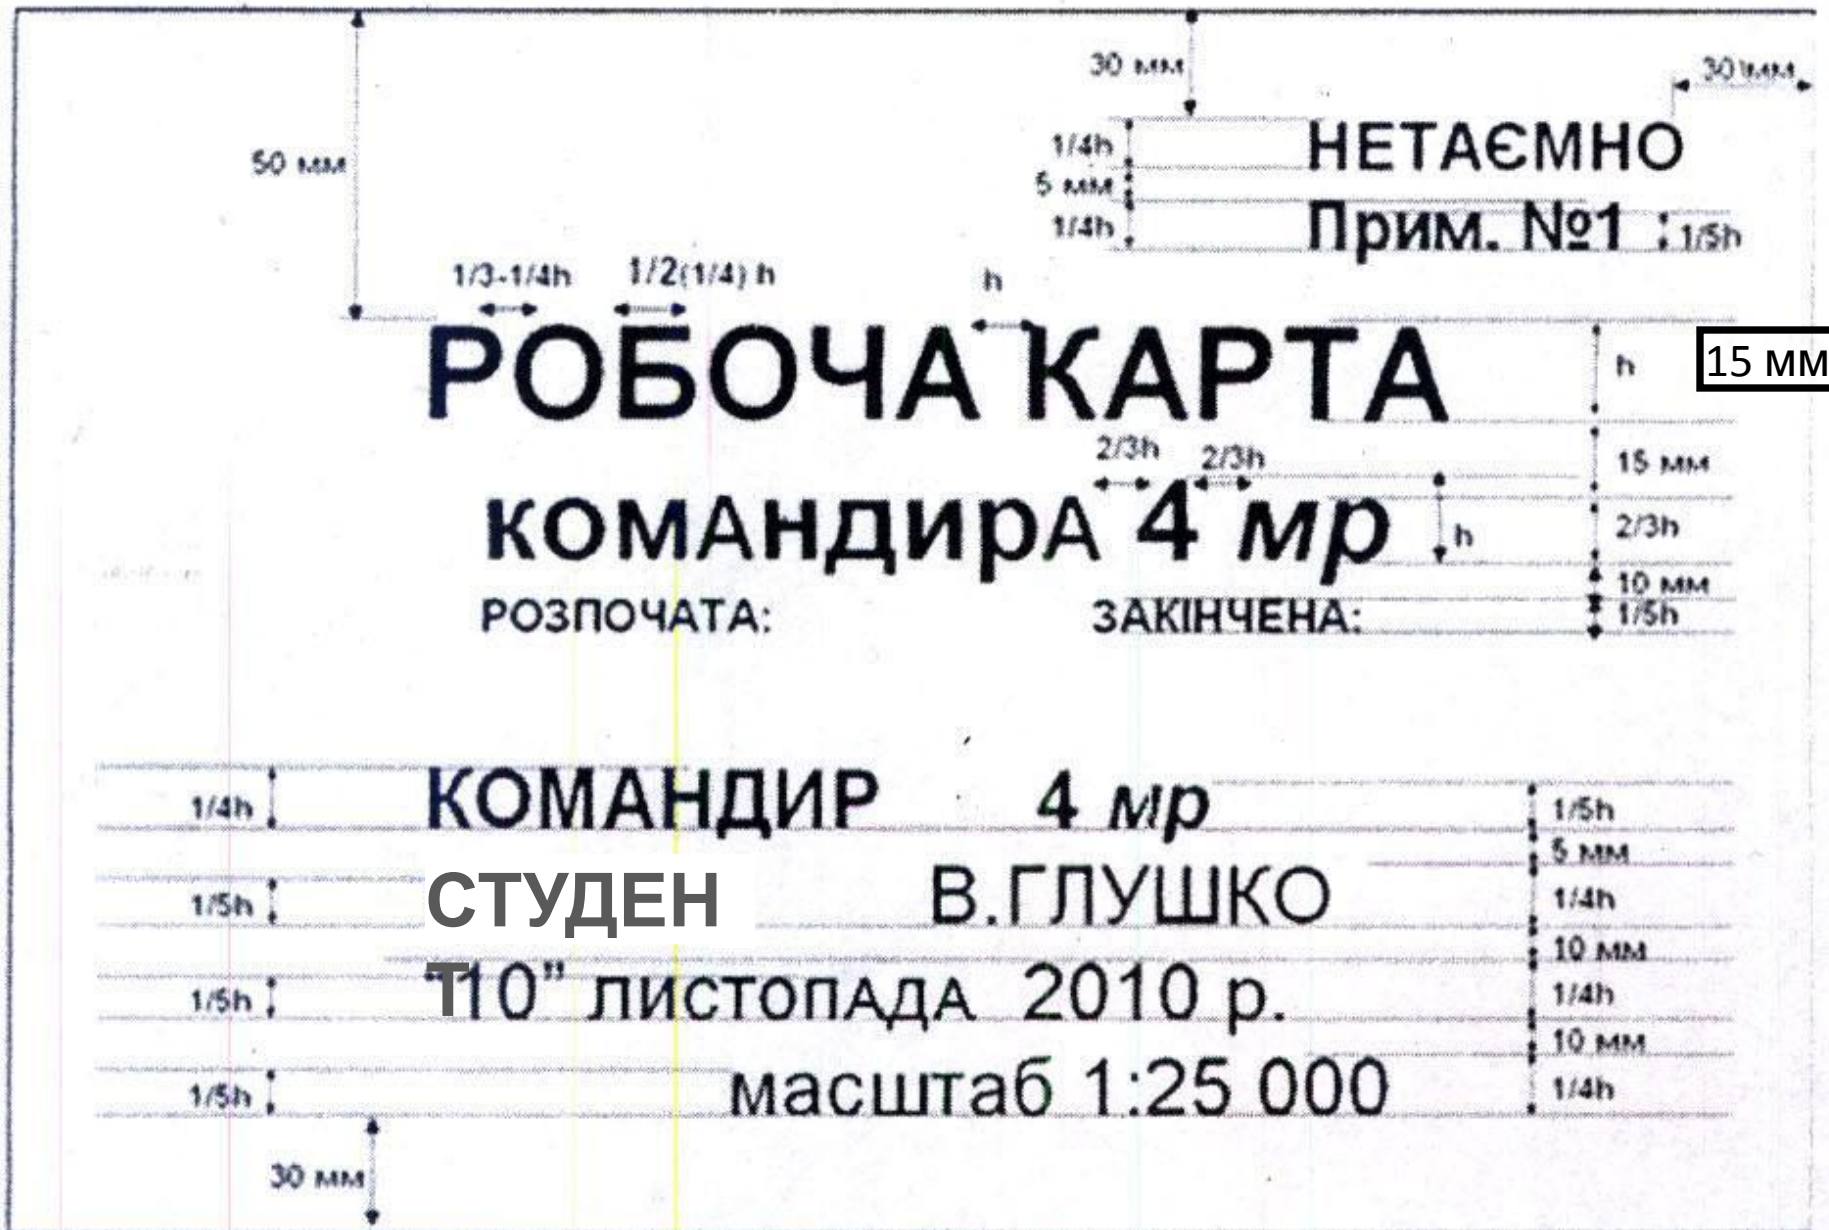 30 мм
30 мм
50 мм
1/4h
НЕТАЄМНО
5 мм
1/4h
Прим. №1
1/5h
1/3-1/4h 1/2(1/4) h h
РОБОЧА КАРТА
h
15 мм
2/3h 2/3h
15 мм
кОМАНдирА 4 мр
h
2/3h
10 мм
РОЗПОЧАТА: ЗАКІНЧЕНА:
1/5h
1/4h
КОМАНДИР 4 мр
1/5h
5 мм
1/5h
СТУДЕН
В.ГЛУШКО
1/4h
10 мм
1/5h
Т
“10” ЛИСТОПАДА 2010 р.
1/4h
10 мм
1/5h
масштаб 1:25 000
1/4h
30 мм